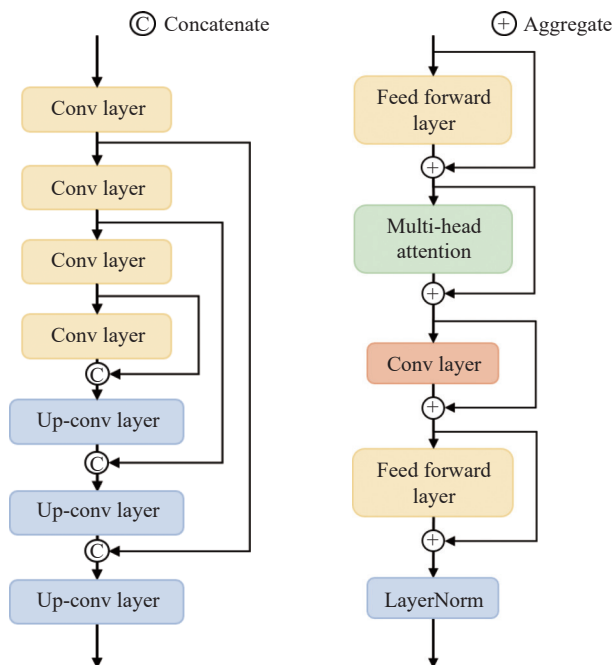 C Concatenate
Conv layer
Conv layer
Conv layer
Conv layer
C
Up-conv layer
C
Up-conv layer
C
Up-conv layer
+ Aggregate
Feed forward
layer
+
Multi-head
attention
+
Conv layer
+
Feed forward
layer
+
LayerNorm